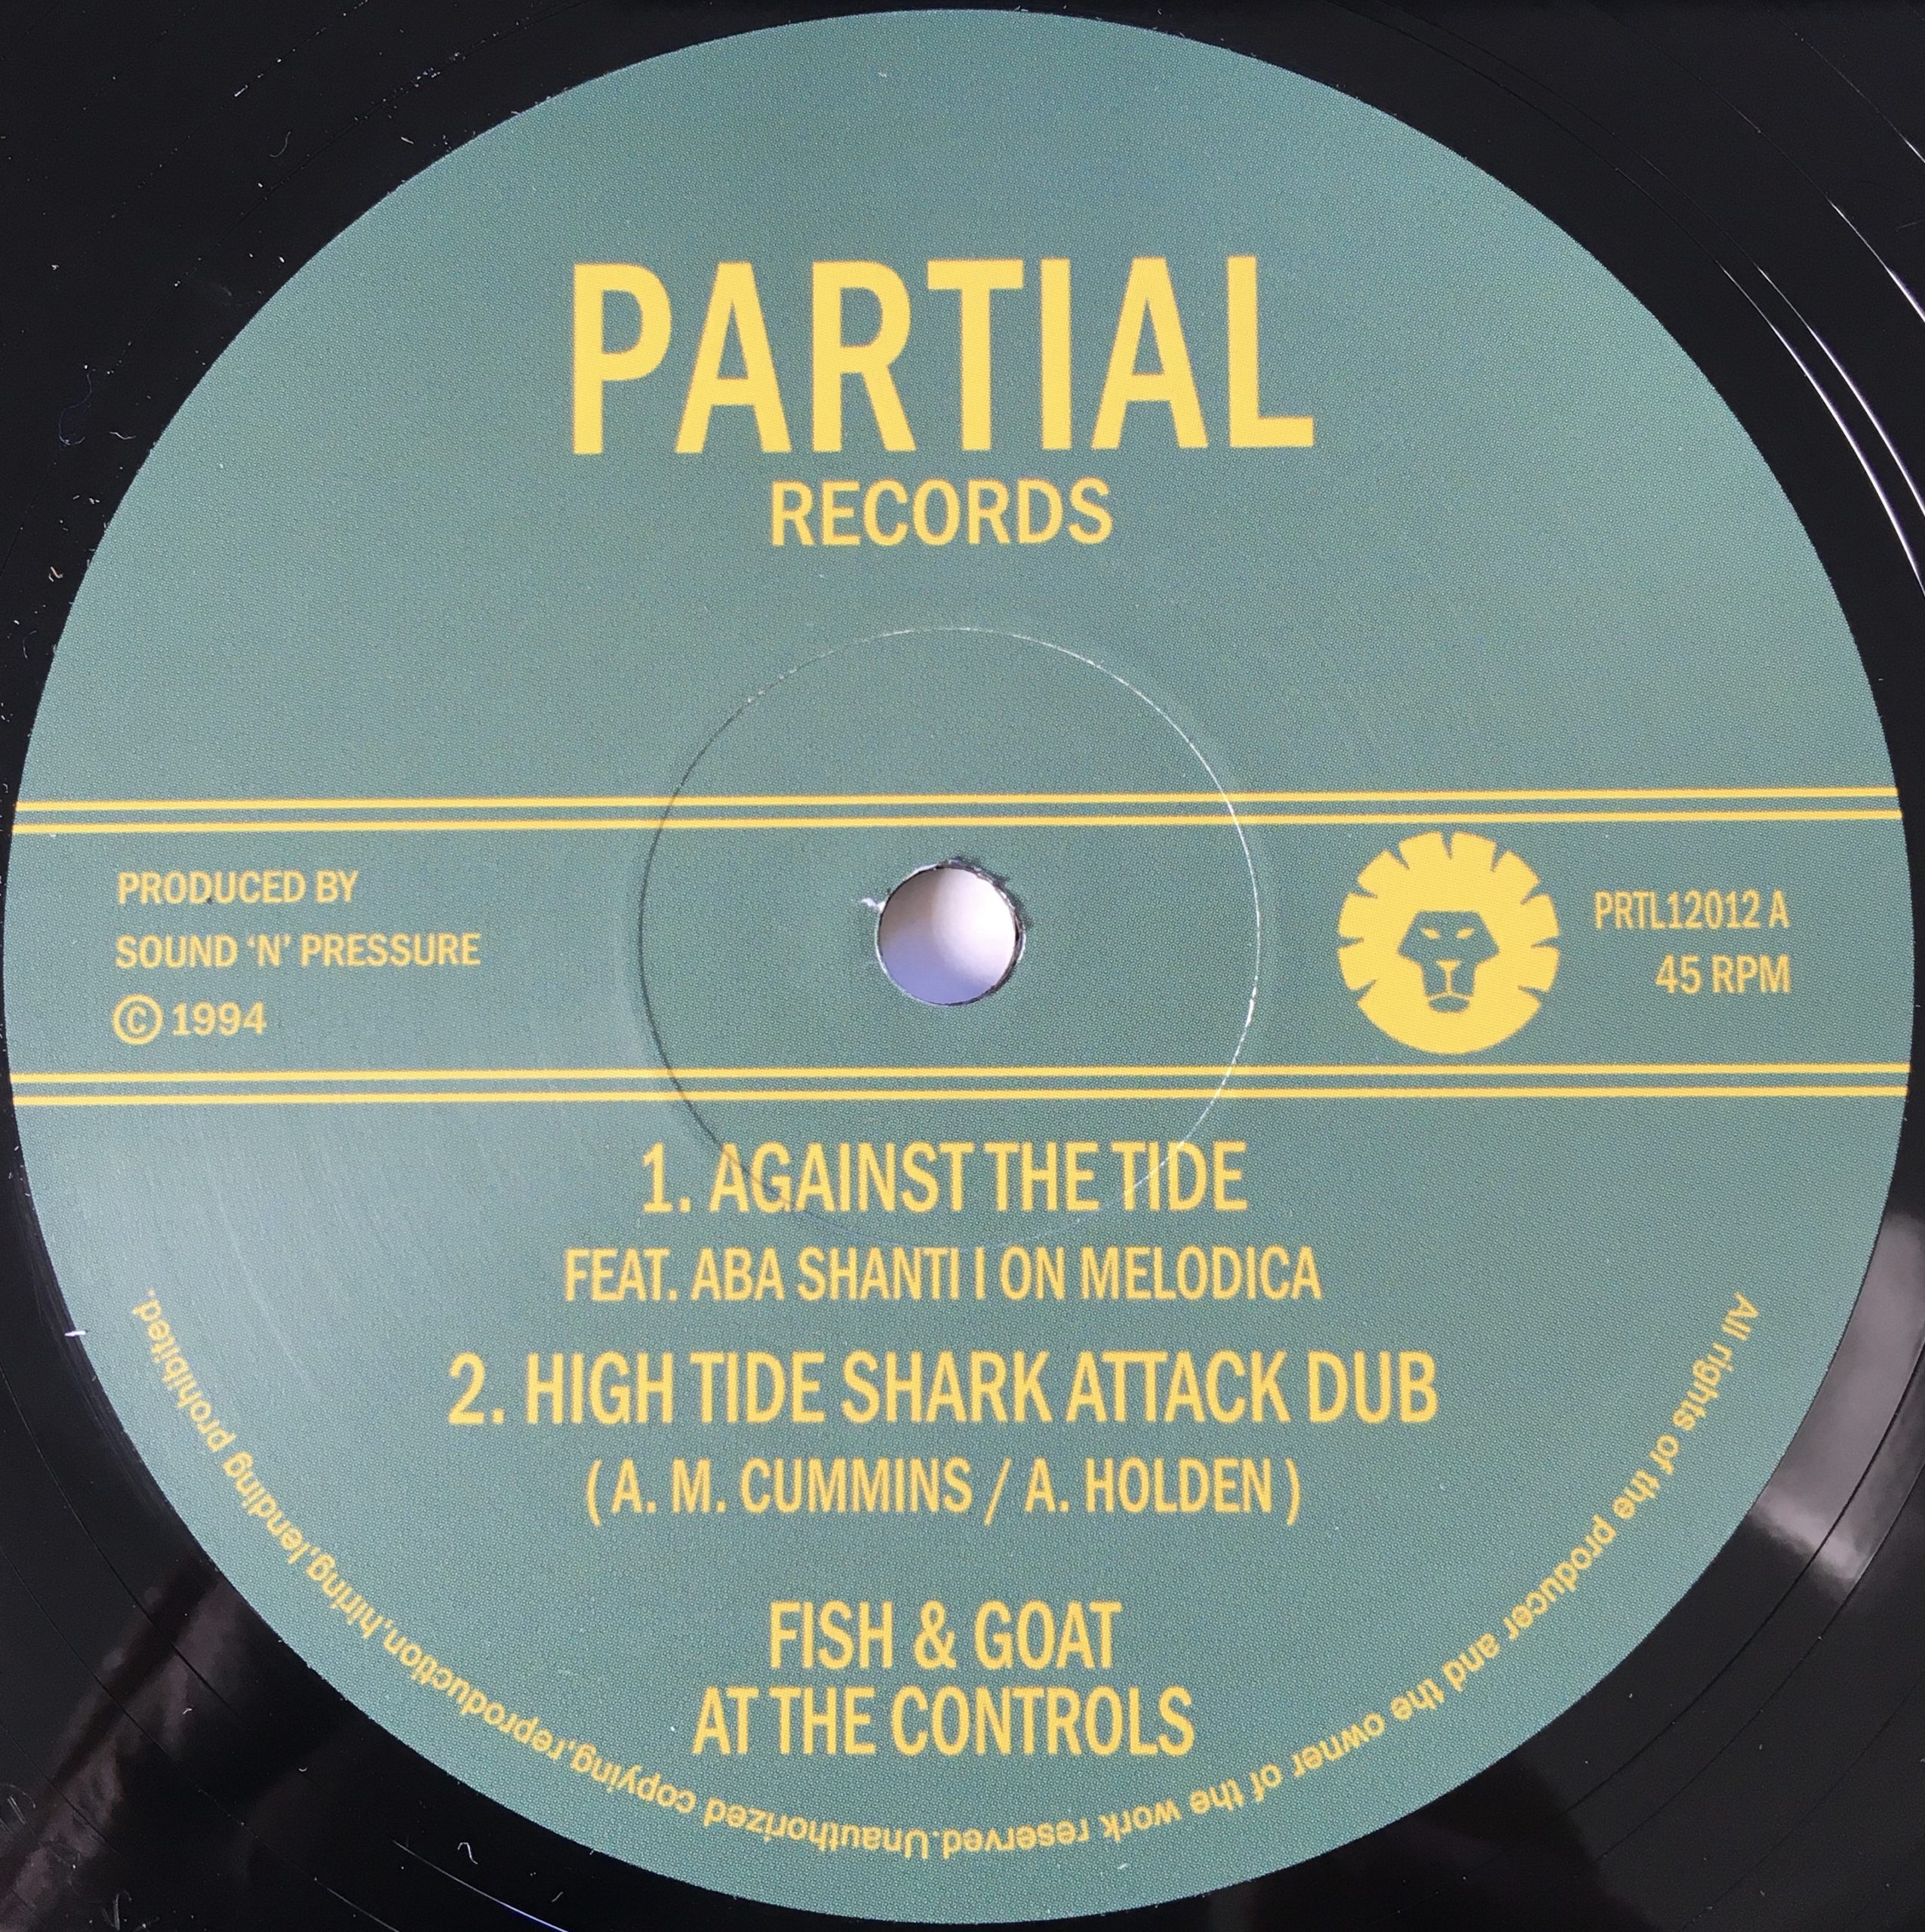 PARTIAL
RECORDS
PRODUCED BY
SOUND ‘N’ PRESSURE
© 1994
PRTL12012 A
45 RPM
1. AGAINST THE TIDE
FEAT. ABA SHANTI I ON MELODICA
2. HIGH TIDE SHARK ATTACK DUB
( A. M. CUMMINS / A. HOLDEN )
FISH & GOAT
AT THE CONTROLS
All rights of the producer and the owner of the work reserved.Unauthorized copying,reproduction,hiring,lending prohibited.